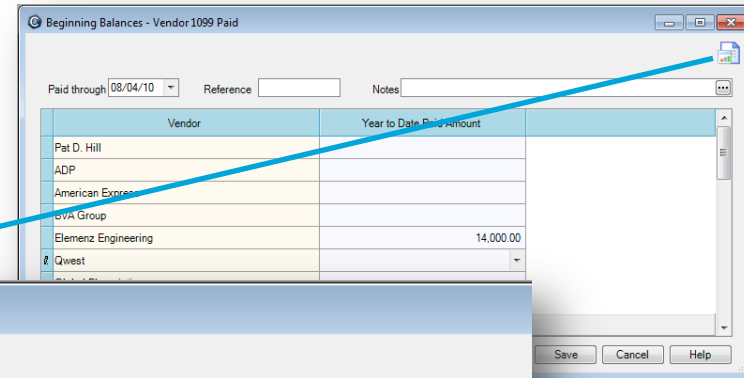 Beginning Balances - Vendor 1099 Paid
Paid through 08/04/10 Reference Notes
Vendor Year to Date Paid Amount
Pat D. Hill
ADP
American Express
BVA Group
Elemenz Engineering 14,000.00
Qwest
Save Cancel Help